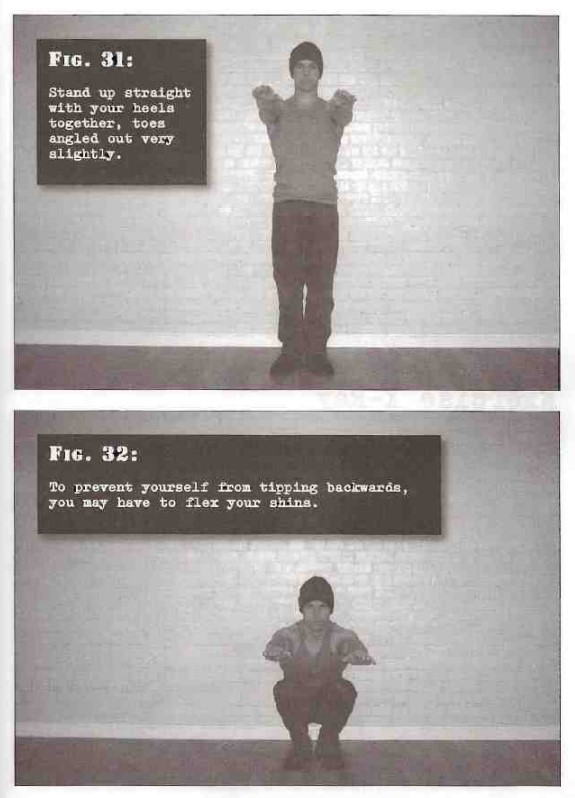 Fig. 31:
Stand up straight
with your heels
together, toes
angled out very
slightly.
Fig. 32:
To prevent yourself from tipping backwards,
you may have to flex your shins.